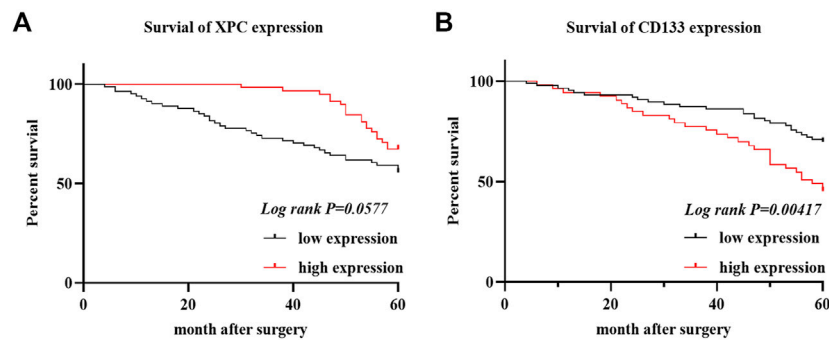 A
Survial of XPC expression
Percent survival
100
50
0
Log rank P=0.0577
low expression
high expression
0
20
40
60
month after surgery
B
Survial of CD133 expression
Percent survival
100
50
0
Log rank P=0.00417
low expression
high expression
0
20
40
60
month after surgery